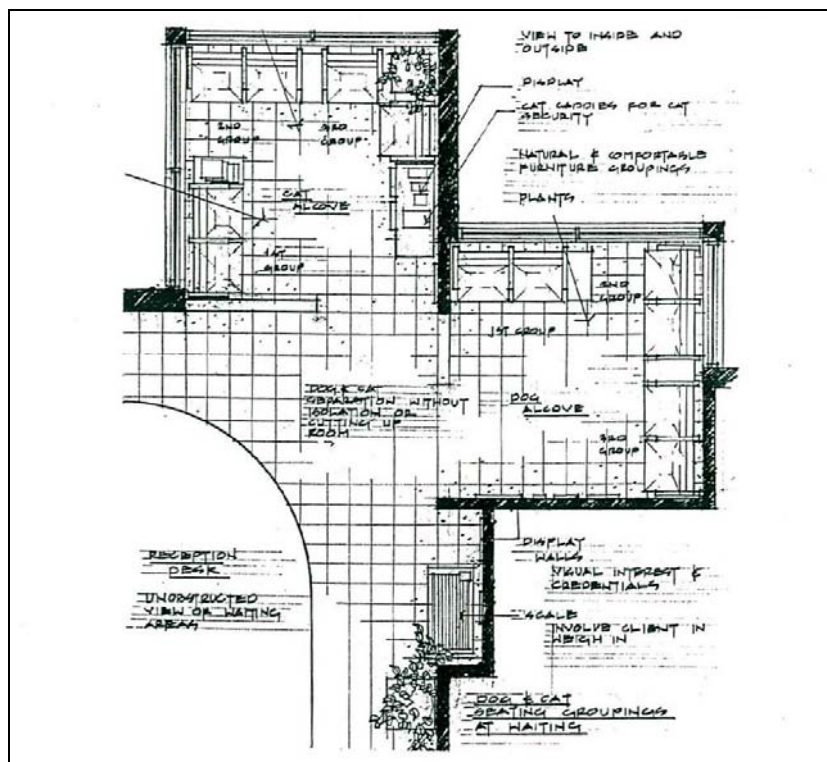 VIEW TO INSIDE AND
OUTSIDE
DISPLAY
CAT CADDIES FOR CAT
SECURITY
NATURAL & COMFORTABLE
FURNITURE GROUPINGS
PLANTS
2ND
GROUP
3RD
GROUP
CAT
ALCOVE
1ST
GROUP
2ND
GROUP
1ST GROUP
DOG
ALCOVE
3RD
GROUP
DOG & CAT
SEPARATION WITHOUT
ISOLATION OR
CUTTING UP
ROOM
RECEPTION
DESK
UNOBSTRUCTED
VIEW OF WAITING
AREAS
DISPLAY
WALLS
VISUAL INTEREST &
CREDENTIALS
SCALE
INVOLVE CLIENT IN
WEIGH IN
DOG & CAT
SEATING GROUPINGS
AT WAITING